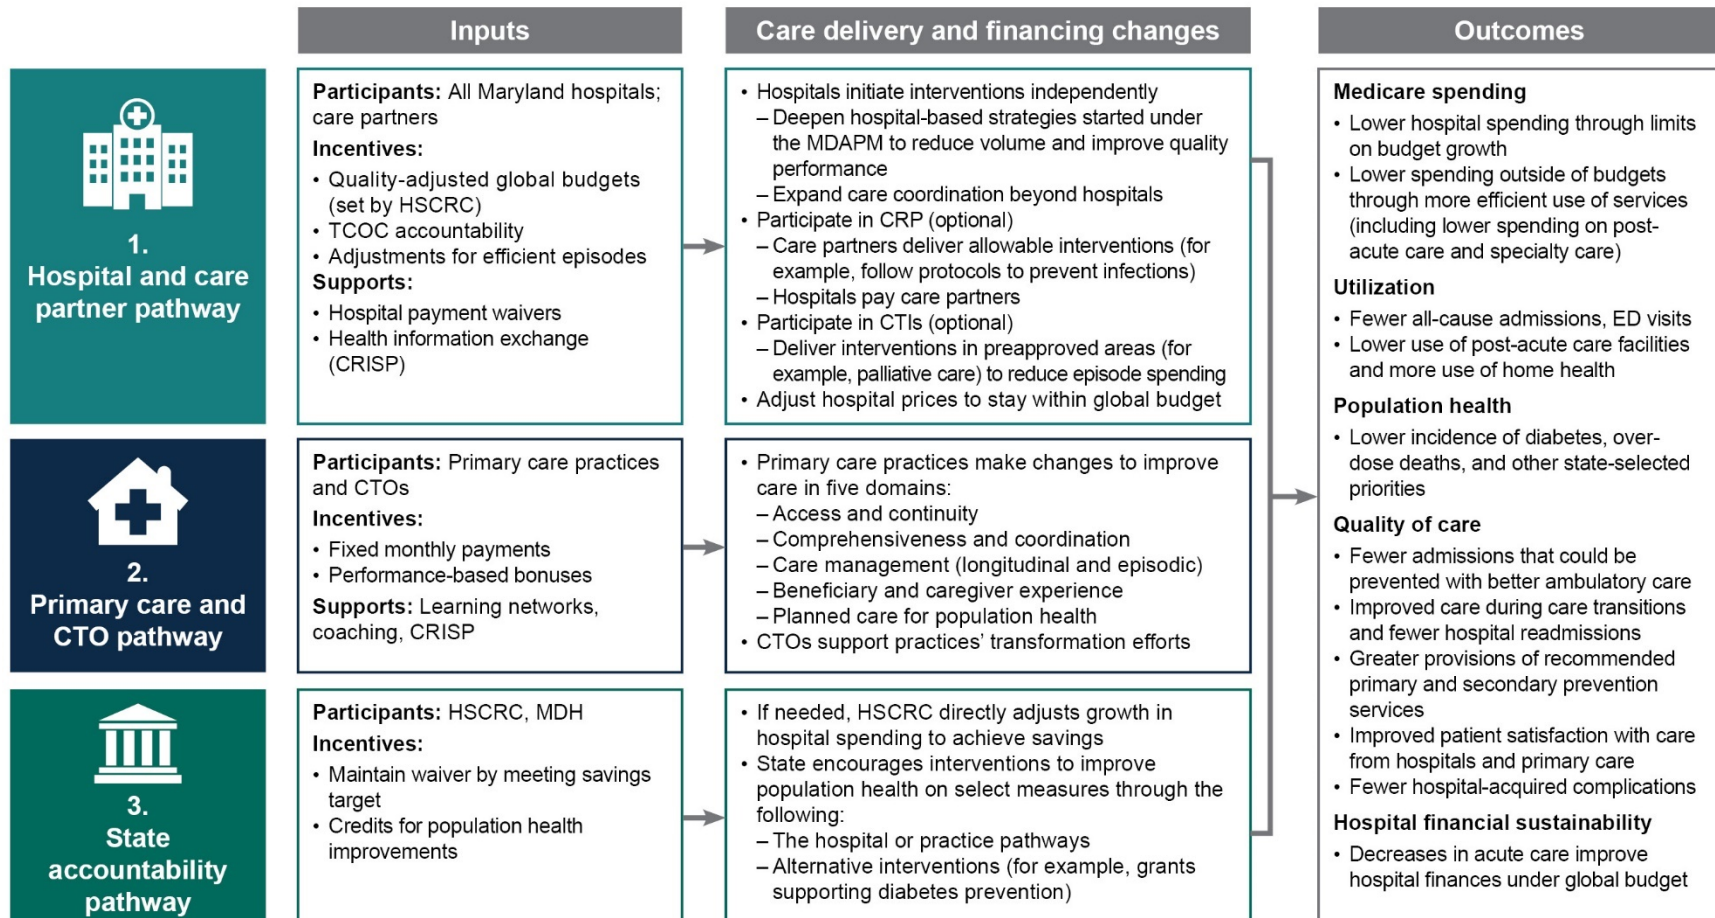 Inputs
Care delivery and financing changes
Outcomes
1.
Hospital and care
partner pathway
Participants: All Maryland hospitals;
care partners
Incentives:
• Quality-adjusted global budgets
(set by HSCRC)
• TCOC accountability
• Adjustments for efficient episodes
Supports:
• Hospital payment waivers
• Health information exchange
(CRISP)
• Hospitals initiate interventions independently
– Deepen hospital-based strategies started under
the MDAPM to reduce volume and improve quality
performance
– Expand care coordination beyond hospitals
• Participate in CRP (optional)
– Care partners deliver allowable interventions (for
example, follow protocols to prevent infections)
– Hospitals pay care partners
• Participate in CTIs (optional)
– Deliver interventions in preapproved areas (for
example, palliative care) to reduce episode spending
• Adjust hospital prices to stay within global budget
2.
Primary care and
CTO pathway
Participants: Primary care practices
and CTOs
Incentives:
• Fixed monthly payments
• Performance-based bonuses
Supports: Learning networks,
coaching, CRISP
• Primary care practices make changes to improve
care in five domains:
– Access and continuity
– Comprehensiveness and coordination
– Care management (longitudinal and episodic)
– Beneficiary and caregiver experience
– Planned care for population health
• CTOs support practices’ transformation efforts
3.
State
accountability
pathway
Participants: HSCRC, MDH
Incentives:
• Maintain waiver by meeting savings
target
• Credits for population health
improvements
• If needed, HSCRC directly adjusts growth in
hospital spending to achieve savings
• State encourages interventions to improve
population health on select measures through the
following:
– The hospital or practice pathways
– Alternative interventions (for example, grants
supporting diabetes prevention)
Medicare spending
• Lower hospital spending through limits
on budget growth
• Lower spending outside of budgets
through more efficient use of services
(including lower spending on post-
acute care and specialty care)
Utilization
• Fewer all-cause admissions, ED visits
• Lower use of post-acute care facilities
and more use of home health
Population health
• Lower incidence of diabetes, over-
dose deaths, and other state-selected
priorities
Quality of care
• Fewer admissions that could be
prevented with better ambulatory care
• Improved care during care transitions
and fewer hospital readmissions
• Greater provisions of recommended
primary and secondary prevention
services
• Improved patient satisfaction with care
from hospitals and primary care
• Fewer hospital-acquired complications
Hospital financial sustainability
• Decreases in acute care improve
hospital finances under global budget